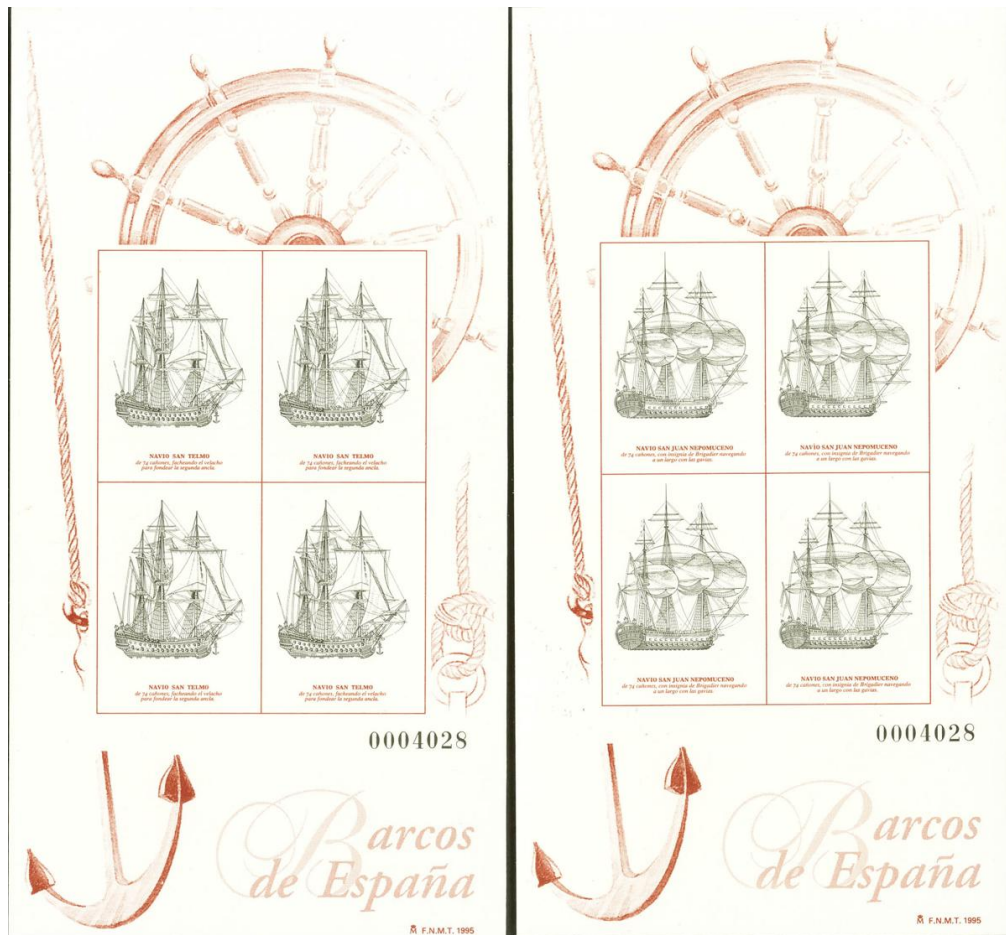 NAVIO SAN TELMO
de 74 cañones, facheando el velacho
para fondear la segunda ancla.
NAVIO SAN TELMO
de 74 cañones, facheando el velacho
para fondear la segunda ancla.
NAVIO SAN TELMO
de 74 cañones, facheando el velacho
para fondear la segunda ancla.
NAVIO SAN TELMO
de 74 cañones, facheando el velacho
para fondear la segunda ancla.
0004028
Barcos
de España
F.N.M.T. 1995
NAVIO SAN JUAN NEPOMUCENO
de 74 cañones, con insignia de Brigadier navegando
a un largo con las gavias.
NAVIO SAN JUAN NEPOMUCENO
de 74 cañones, con insignia de Brigadier navegando
a un largo con las gavias.
NAVIO SAN JUAN NEPOMUCENO
de 74 cañones, con insignia de Brigadier navegando
a un largo con las gavias.
NAVIO SAN JUAN NEPOMUCENO
de 74 cañones, con insignia de Brigadier navegando
a un largo con las gavias.
0004028
Barcos
de España
F.N.M.T. 1995